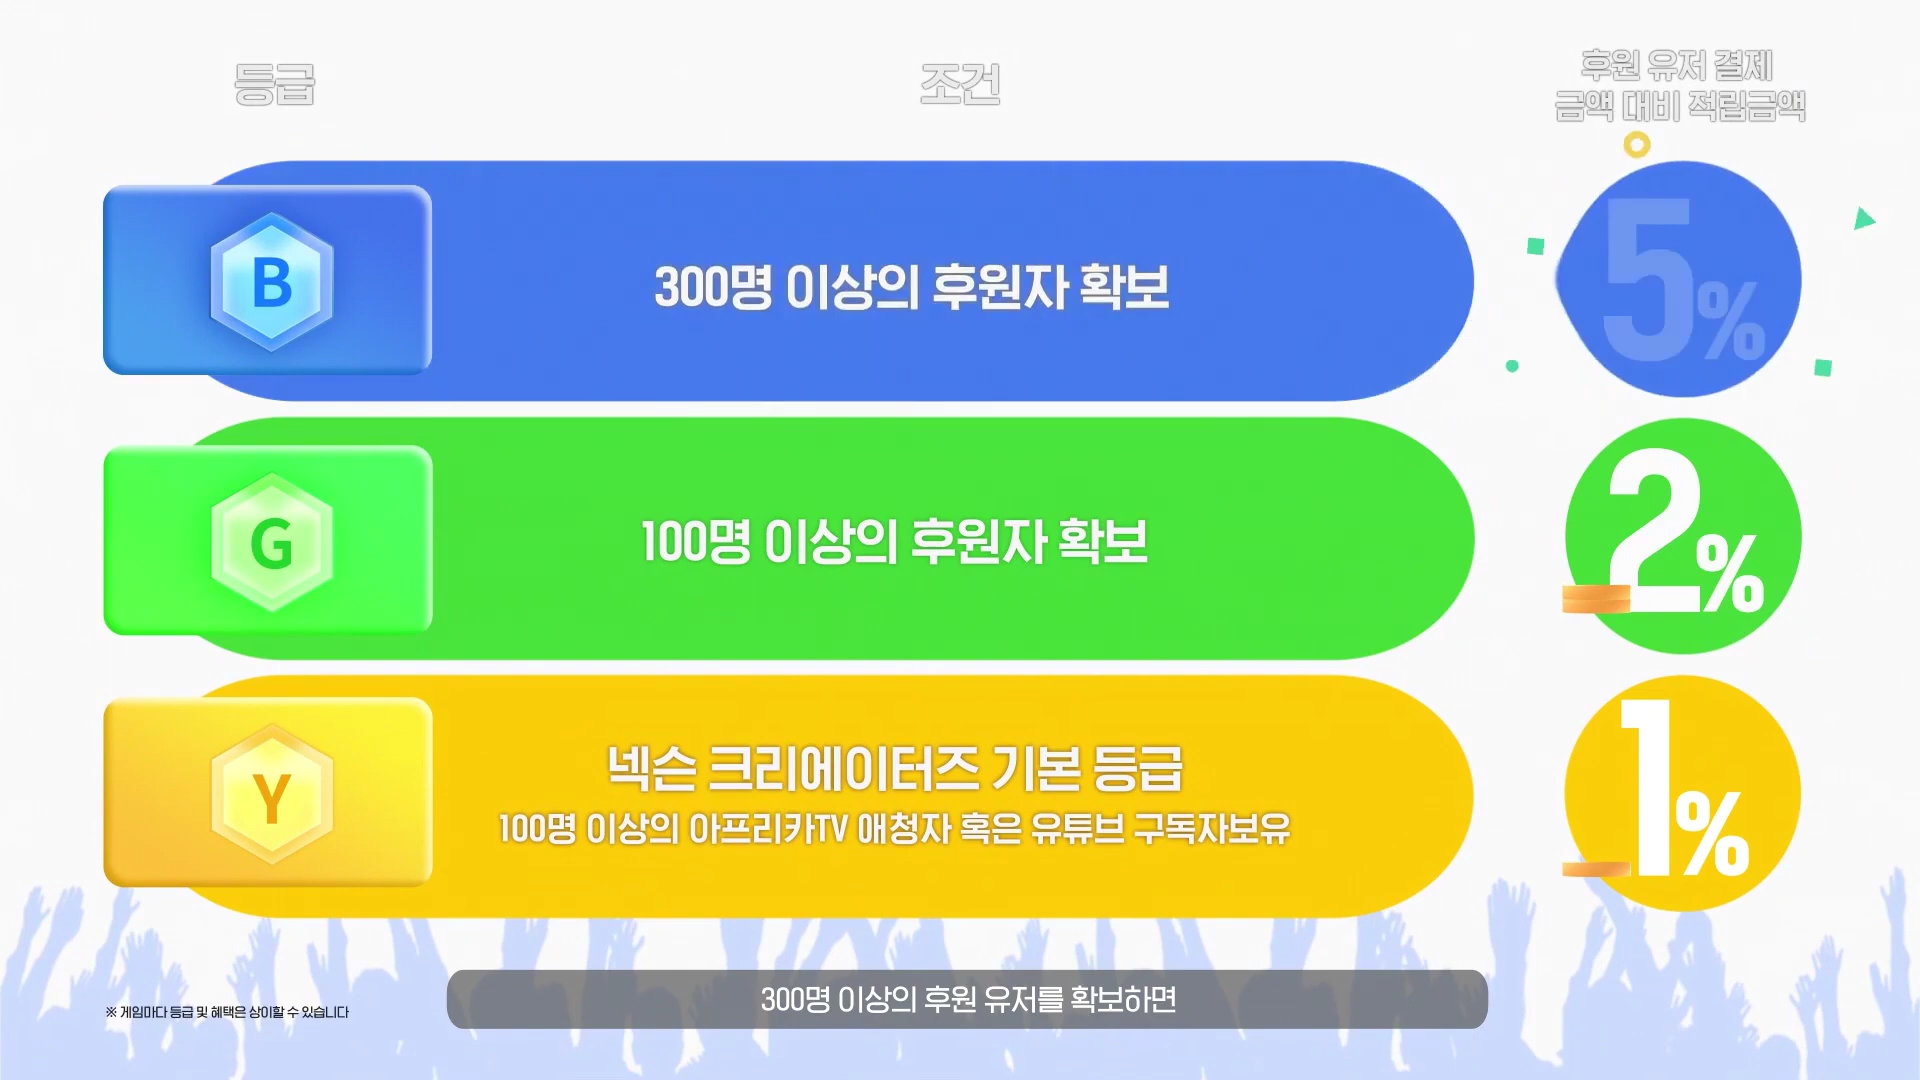 등급
조건
후원 유저 결제
금액 대비 적립금액
B
300명 이상의 후원자 확보
5%
G
100명 이상의 후원자 확보
2%
Y
넥슨 크리에이터즈 기본 등급
100명 이상의 아프리카TV 애청자 혹은 유튜브 구독자보유
1%
300명 이상의 후원 유저를 확보하면
※ 게임마다 등급 및 혜택은 상이할 수 있습니다